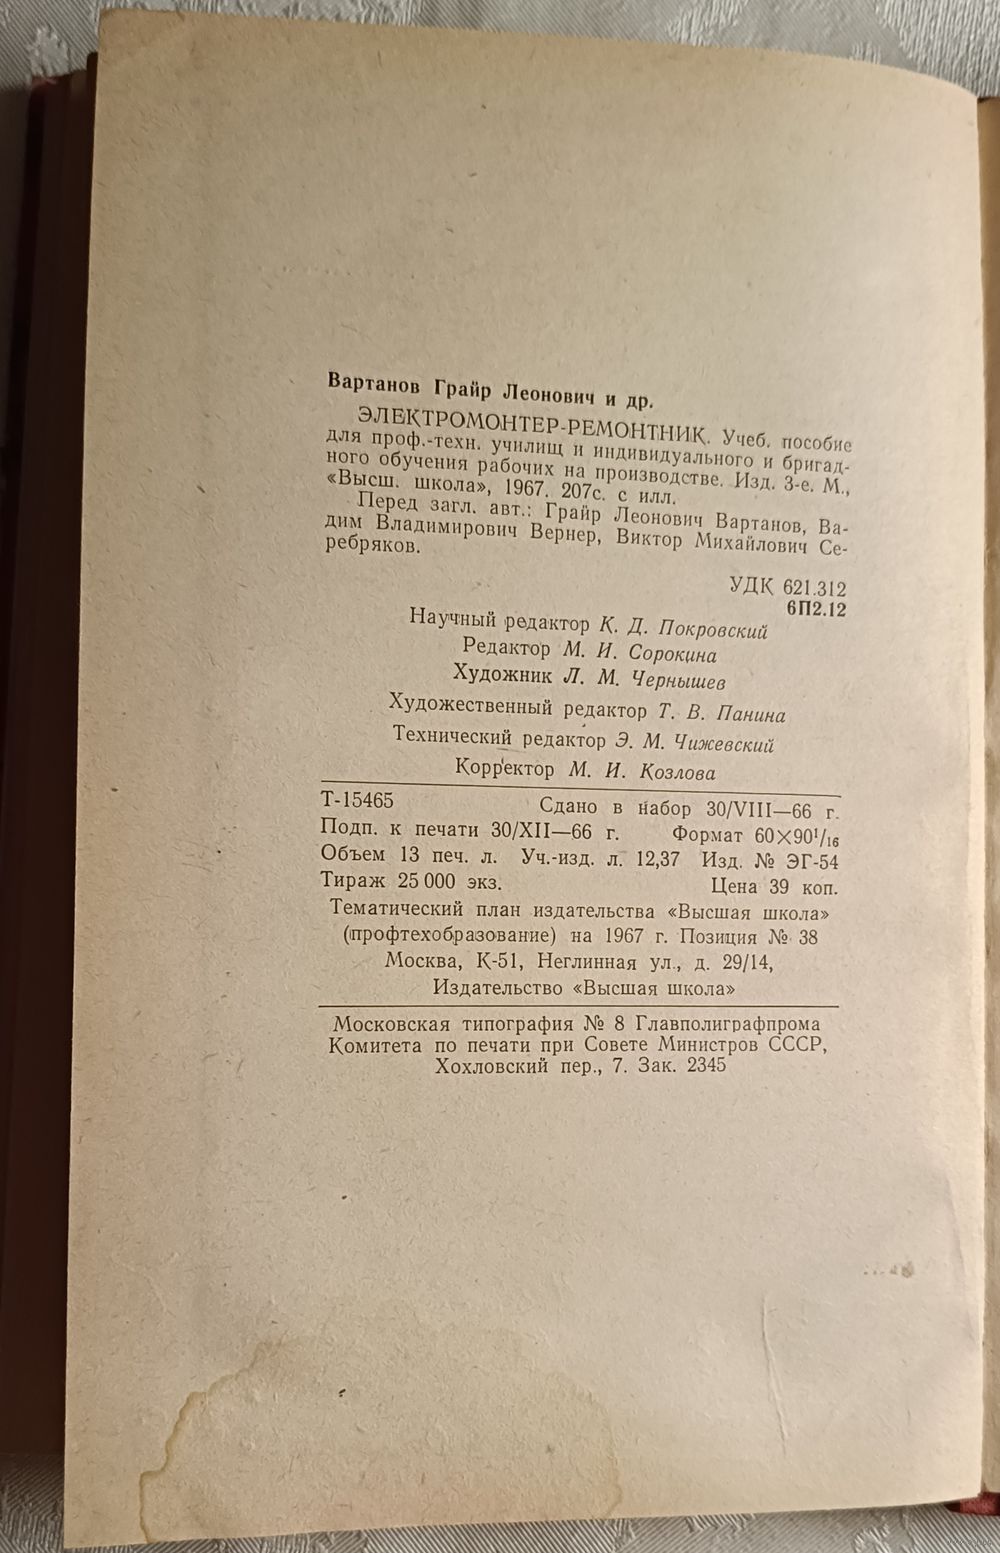 Вартанов Грайр Леонович и др.
ЭЛЕКТРОМОНТЕР-РЕМОНТНИК. Учеб. пособие
для проф.-техн. училищ и индивидуального и бригад-
ного обучения рабочих на производстве. Изд. 3-е. М.,
«Высш. школа», 1967. 207с. с илл.
Перед загл. авт.: Грайр Леонович Вартанов, Ва-
дим Владимирович Вернер, Виктор Михайлович Се-
ребряков.
УДК 621.312
6П2.12
Научный редактор К. Д. Покровский
Редактор М. И. Сорокина
Художник Л. М. Чернышев
Художественный редактор Т. В. Панина
Технический редактор Э. М. Чижевский
Корректор М. И. Козлова
Т-15465 Сдано в набор 30/VIII—66 г.
Подп. к печати 30/XII—66 г. Формат 60×90¹/₁₆
Объем 13 печ. л. Уч.-изд. л. 12,37 Изд. № ЭГ-54
Тираж 25 000 экз. Цена 39 коп.
Тематический план издательства «Высшая школа»
(профтехобразование) на 1967 г. Позиция № 38
Москва, К-51, Неглинная ул., д. 29/14,
Издательство «Высшая школа»
Московская типография № 8 Главполиграфпрома
Комитета по печати при Совете Министров СССР,
Хохловский пер., 7. Зак. 2345